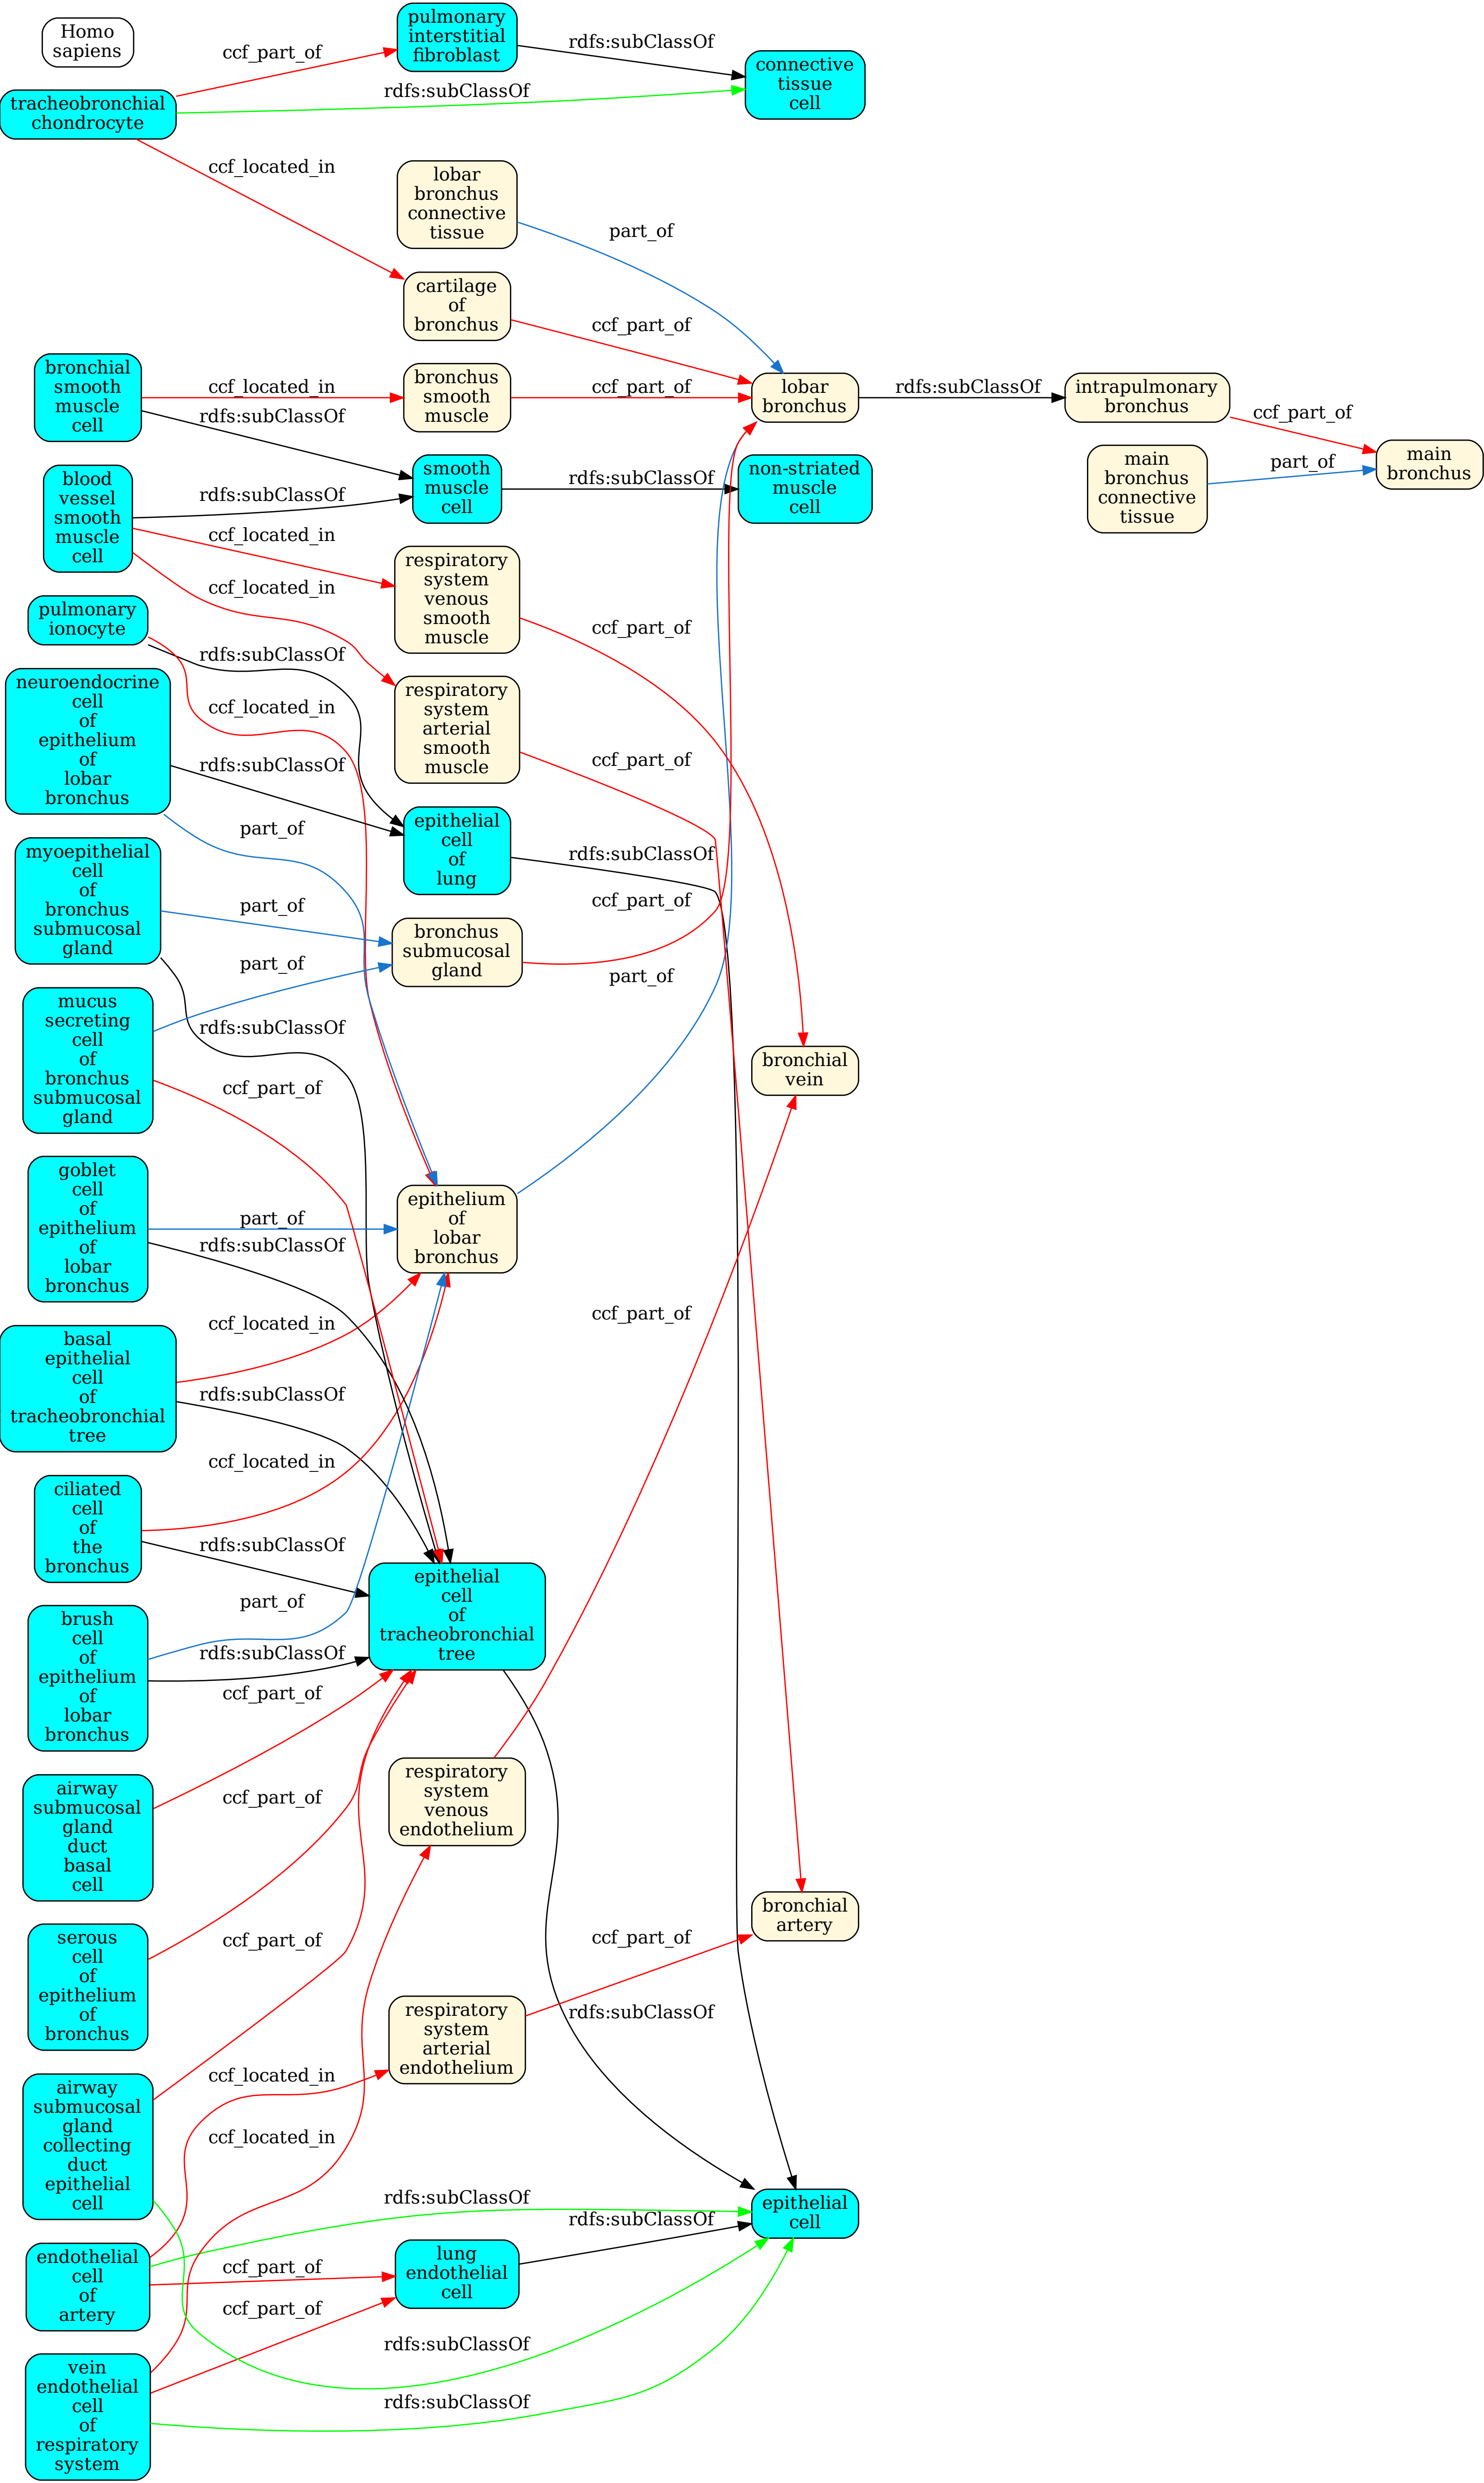 Homo
sapiens
tracheobronchial
chondrocyte
ccf_part_of
pulmonary
interstitial
fibroblast
rdfs:subClassOf
connective
tissue
cell
rdfs:subClassOf
ccf_located_in
lobar
bronchus
connective
tissue
part_of
cartilage
of
bronchus
ccf_part_of
bronchial
smooth
muscle
cell
ccf_located_in
bronchus
smooth
muscle
ccf_part_of
lobar
bronchus
rdfs:subClassOf
intrapulmonary
bronchus
ccf_part_of
main
bronchus
rdfs:subClassOf
main
bronchus
connective
tissue
part_of
blood
vessel
smooth
muscle
cell
rdfs:subClassOf
smooth
muscle
cell
rdfs:subClassOf
non-striated
muscle
cell
ccf_located_in
respiratory
system
venous
smooth
muscle
ccf_part_of
ccf_located_in
pulmonary
ionocyte
rdfs:subClassOf
ccf_located_in
respiratory
system
arterial
smooth
muscle
ccf_part_of
neuroendocrine
cell
of
epithelium
of
lobar
bronchus
rdfs:subClassOf
part_of
epithelial
cell
of
lung
rdfs:subClassOf
myoepithelial
cell
of
bronchus
submucosal
gland
part_of
rdfs:subClassOf
bronchus
submucosal
gland
ccf_part_of
part_of
mucus
secreting
cell
of
bronchus
submucosal
gland
part_of
ccf_part_of
bronchial
vein
goblet
cell
of
epithelium
of
lobar
bronchus
part_of
rdfs:subClassOf
epithelium
of
lobar
bronchus
basal
epithelial
cell
of
tracheobronchial
tree
ccf_located_in
rdfs:subClassOf
ccf_part_of
ciliated
cell
of
the
bronchus
ccf_located_in
rdfs:subClassOf
epithelial
cell
of
tracheobronchial
tree
brush
cell
of
epithelium
of
lobar
bronchus
part_of
rdfs:subClassOf
airway
submucosal
gland
duct
basal
cell
ccf_part_of
respiratory
system
venous
endothelium
serous
cell
of
epithelium
of
bronchus
ccf_part_of
bronchial
artery
ccf_part_of
respiratory
system
arterial
endothelium
rdfs:subClassOf
airway
submucosal
gland
collecting
duct
epithelial
cell
ccf_part_of
ccf_located_in
ccf_located_in
rdfs:subClassOf
rdfs:subClassOf
epithelial
cell
endothelial
cell
of
artery
ccf_part_of
lung
endothelial
cell
ccf_part_of
rdfs:subClassOf
vein
endothelial
cell
of
respiratory
system
rdfs:subClassOf